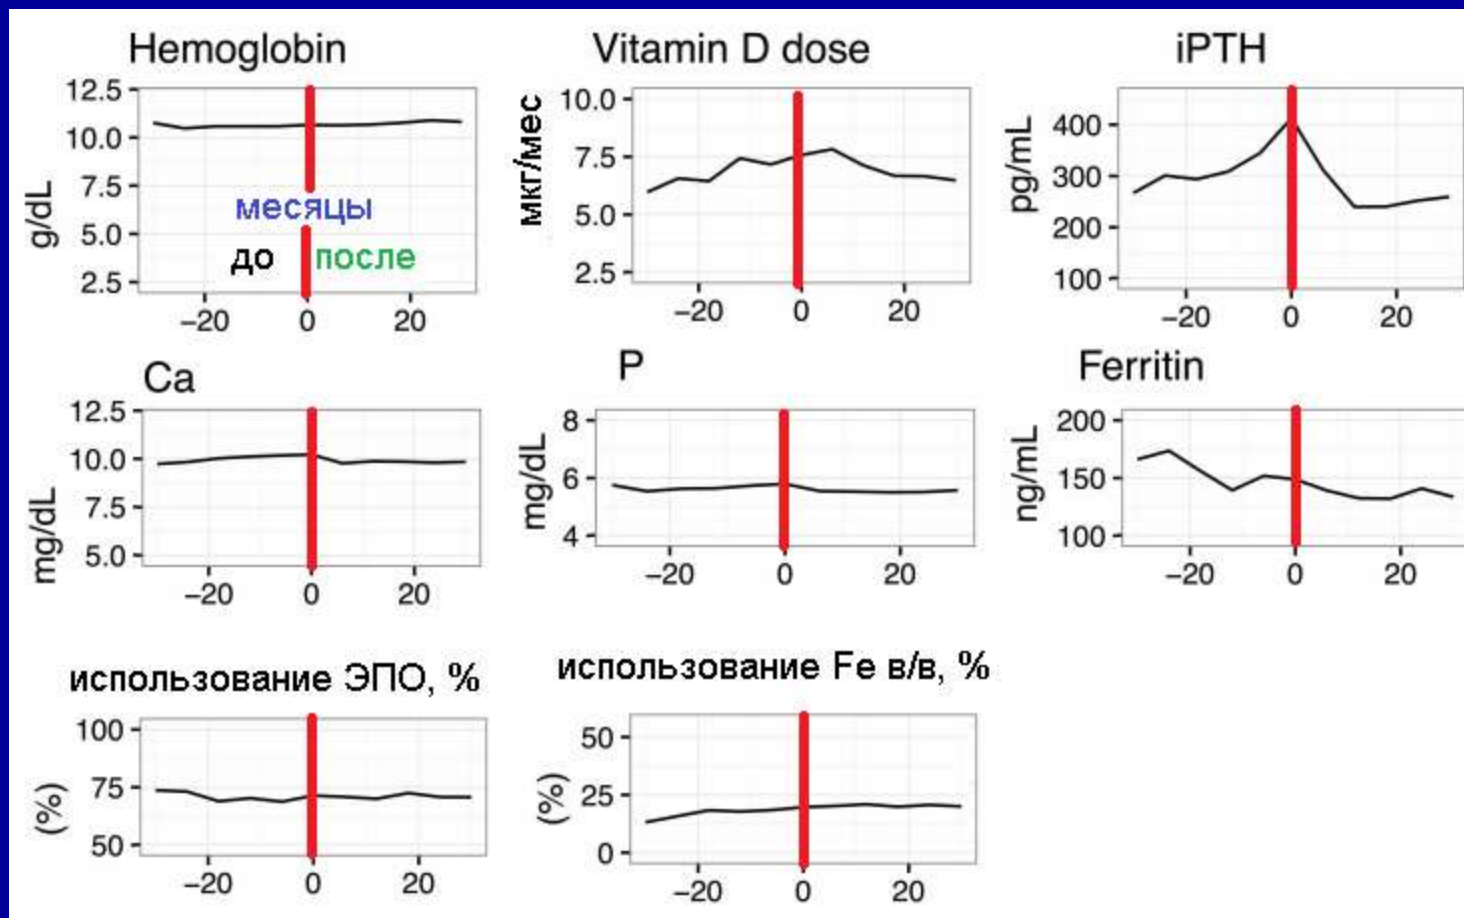 Hemoglobin
12.5
10.0
7.5
5.0
2.5
g/dL
месяцы
до после
−20 0 20
Vitamin D dose
10.0
7.5
5.0
2.5
мкг/мес
−20 0 20
iPTH
400
300
200
100
pg/mL
−20 0 20
Ca
12.5
10.0
7.5
5.0
mg/dL
−20 0 20
P
8
6
4
mg/dL
−20 0 20
Ferritin
200
150
100
ng/mL
−20 0 20
использование ЭПО, %
100
75
50
(%)
−20 0 20
использование Fe в/в, %
50
25
0
(%)
−20 0 20